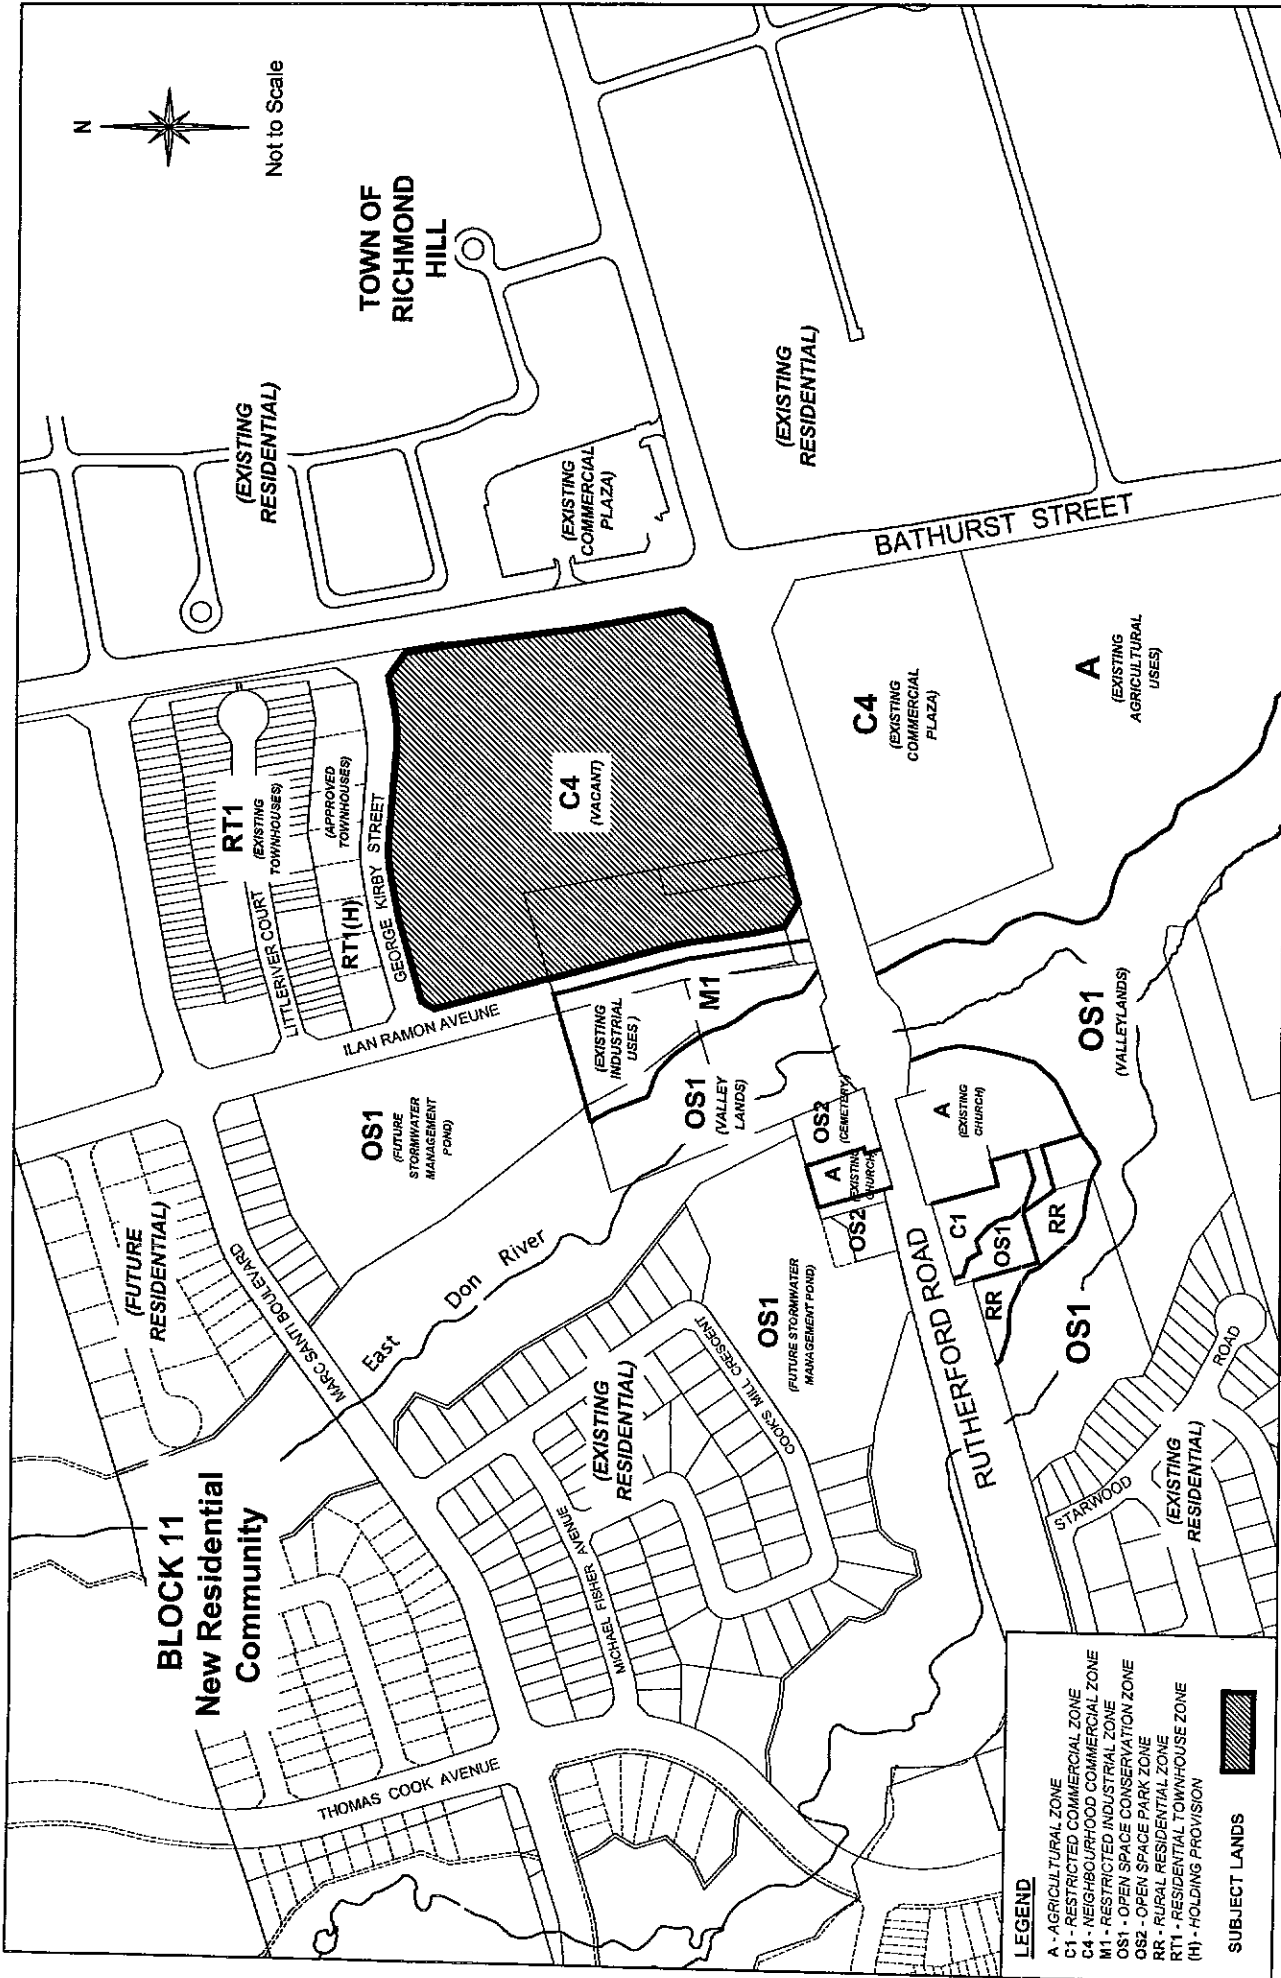 N
Not to Scale
TOWN OF
RICHMOND
HILL
(EXISTING
RESIDENTIAL)
(EXISTING
COMMERCIAL
PLAZA)
(EXISTING
RESIDENTIAL)
BATHURST STREET
RT1
(EXISTING
TOWNHOUSES)
(APPROVED
TOWNHOUSES)
RT1(H)
LITTLERIVER COURT
GEORGE KIRBY STREET
ILAN RAMON AVEUNE
C4
(VACANT)
C4
(EXISTING
COMMERCIAL
PLAZA)
A
(EXISTING
AGRICULTURAL
USES)
M1
(EXISTING
INDUSTRIAL
USES )
OS1
(VALLEY
LANDS)
OS1
(FUTURE
STORMWATER
MANAGEMENT
POND)
OS2
(CEMETERY)
A
(EXISTING
CHURCH)
OS2
A
(EXISTING
CHURCH)
C1
OS1
RR
RR
OS1
(VALLEYLANDS)
OS1
(FUTURE
RESIDENTIAL)
MARC SANTI BOULEVARD
East Don River
OS1
(FUTURE STORMWATER
MANAGEMENT POND)
COOK'S MILL CRESCENT
(EXISTING
RESIDENTIAL)
MICHAEL FISHER AVENUE
RUTHERFORD ROAD
STARWOOD ROAD
(EXISTING
RESIDENTIAL)
BLOCK 11
New Residential
Community
THOMAS COOK AVENUE
LEGEND
A - AGRICULTURAL ZONE
C1 - RESTRICTED COMMERCIAL ZONE
C4 - NEIGHBOURHOOD COMMERCIAL ZONE
M1 - RESTRICTED INDUSTRIAL ZONE
OS1 - OPEN SPACE CONSERVATION ZONE
OS2 - OPEN SPACE PARK ZONE
RR - RURAL RESIDENTIAL ZONE
RT1 - RESIDENTIAL TOWNHOUSE ZONE
(H) - HOLDING PROVISION
SUBJECT LANDS